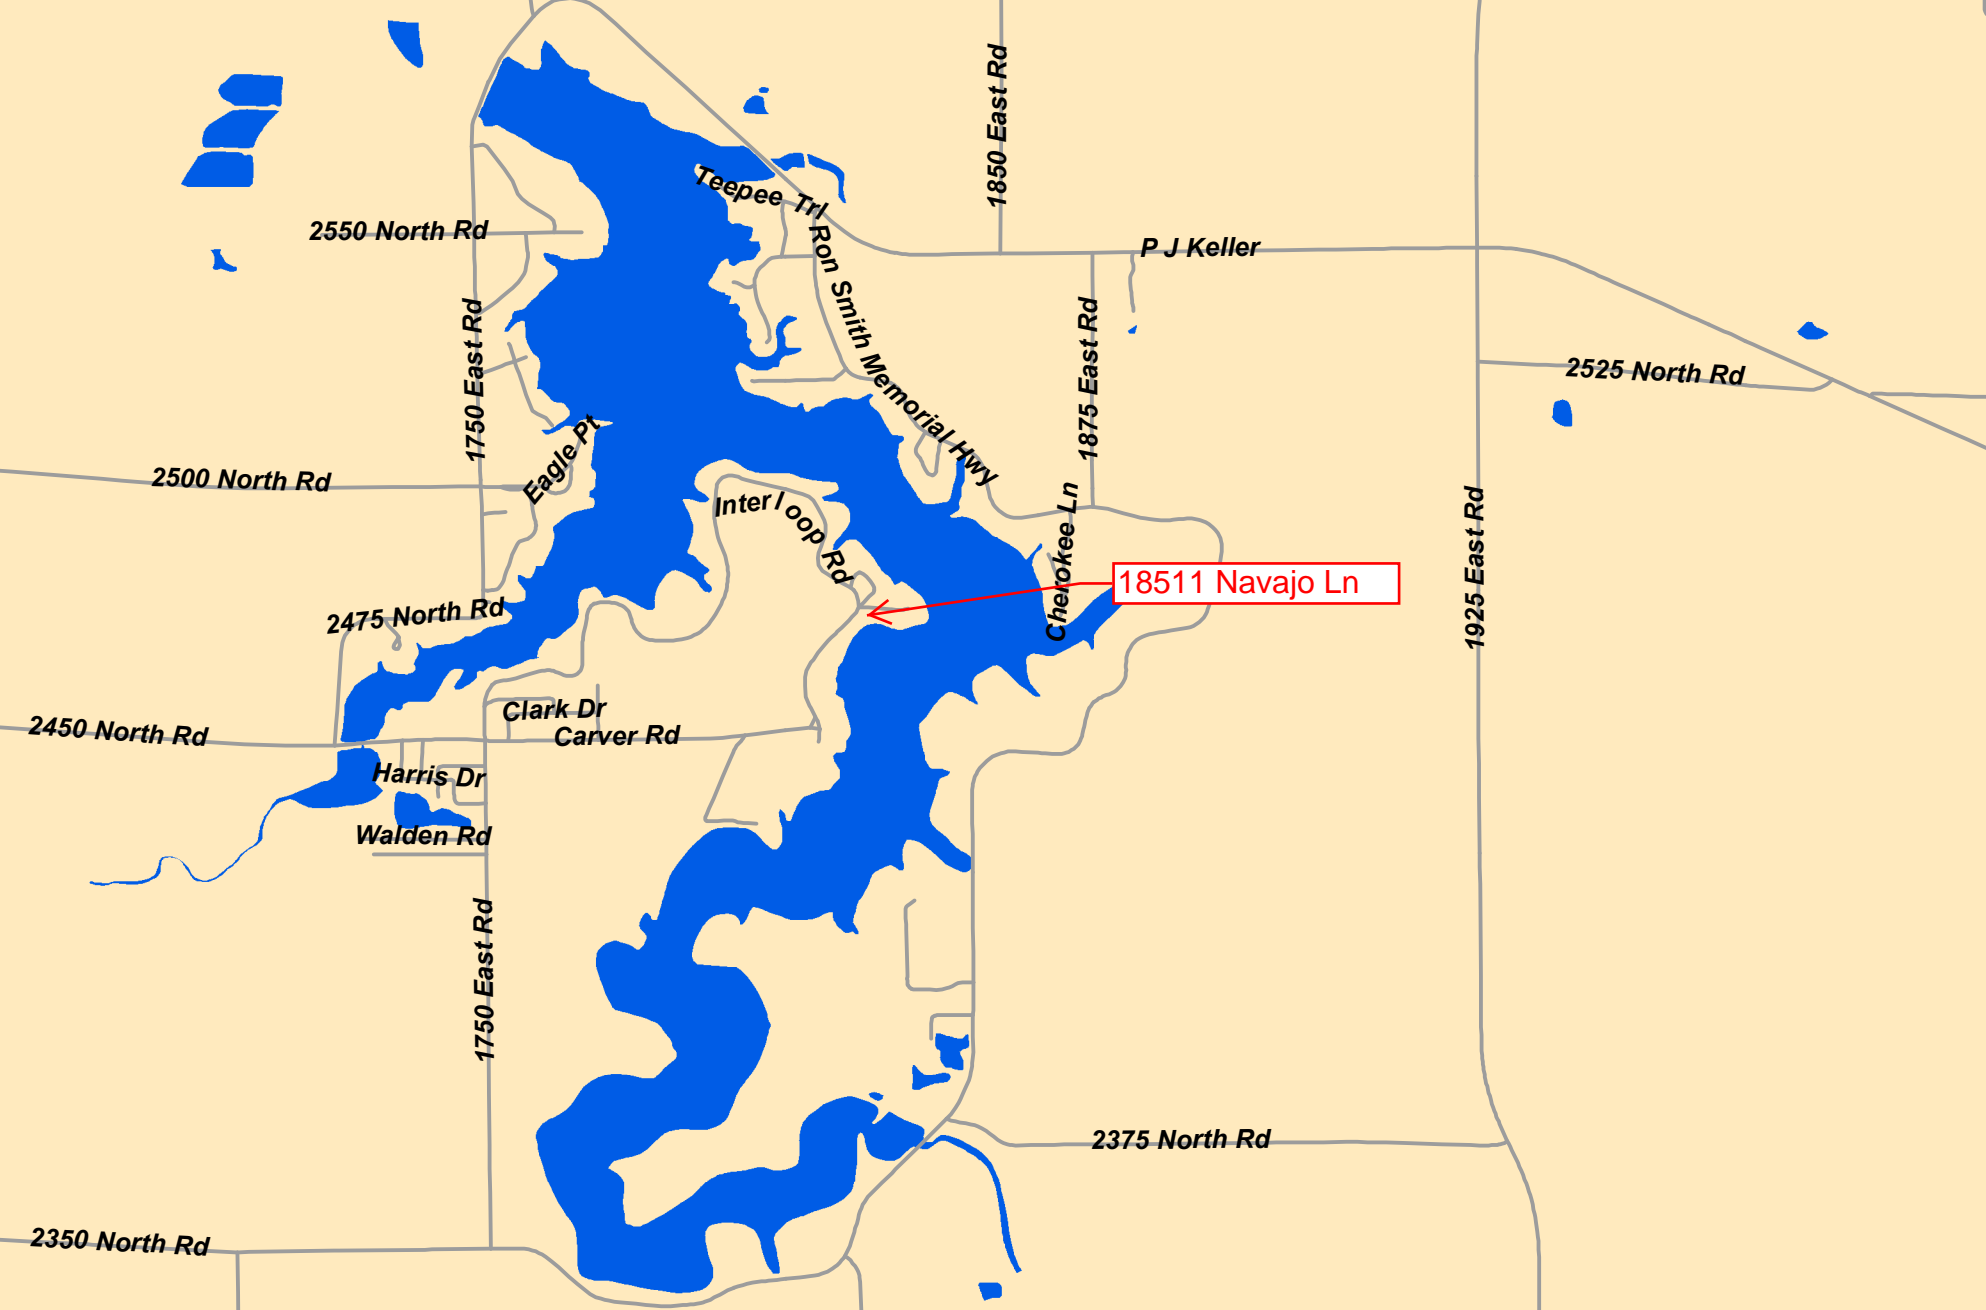 1850 East Rd
Teepee Trl
2550 North Rd
Ron Smith Memorial Hwy
P J Keller
1750 East Rd
1875 East Rd
2525 North Rd
Eagle Pt
2500 North Rd
Inter loop Rd
Cherokee Ln
18511 Navajo Ln
1925 East Rd
2475 North Rd
Clark Dr
2450 North Rd
Carver Rd
Harris Dr
Walden Rd
1750 East Rd
2375 North Rd
2350 North Rd